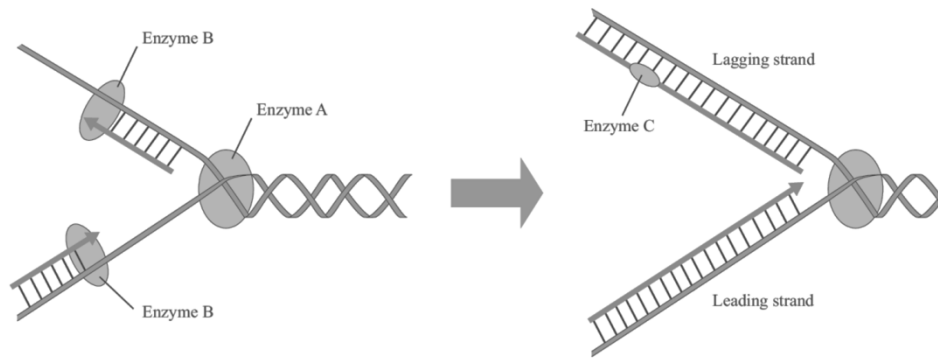 Enzyme B
Enzyme A
Enzyme B
Lagging strand
Enzyme C
Leading strand